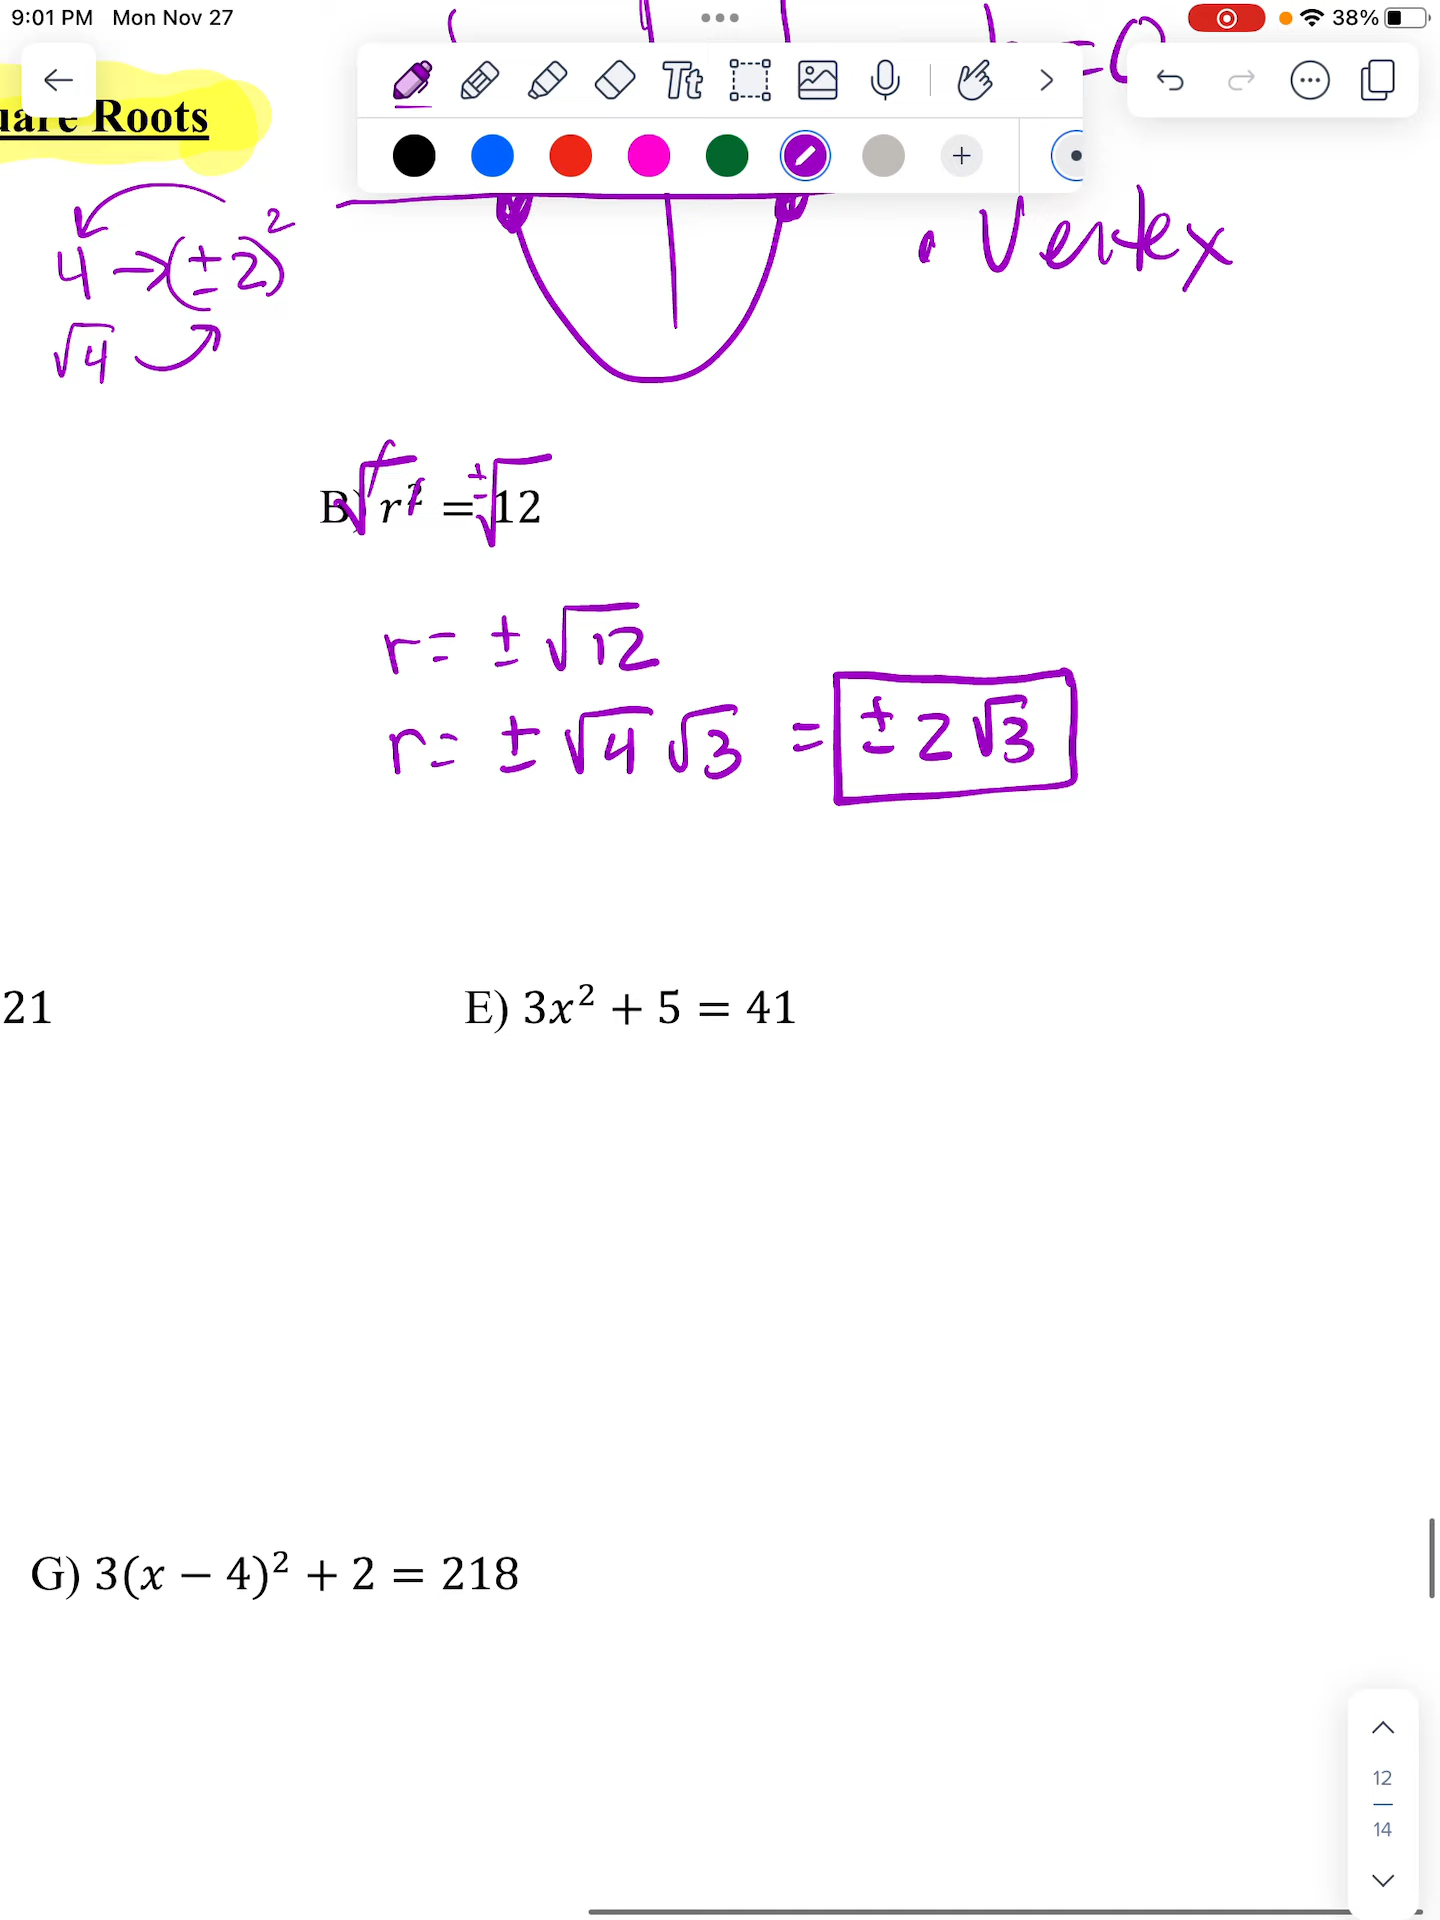 9:01 PM Mon Nov 27
38%
Roots
Tt
4 → (± 2)²
√4
• Vertex
B) √r² = ±√12
r = ± √12
r = ± √4 √3 = ± 2 √3
21
E) 3x² + 5 = 41
G) 3(x − 4)² + 2 = 218
12
14